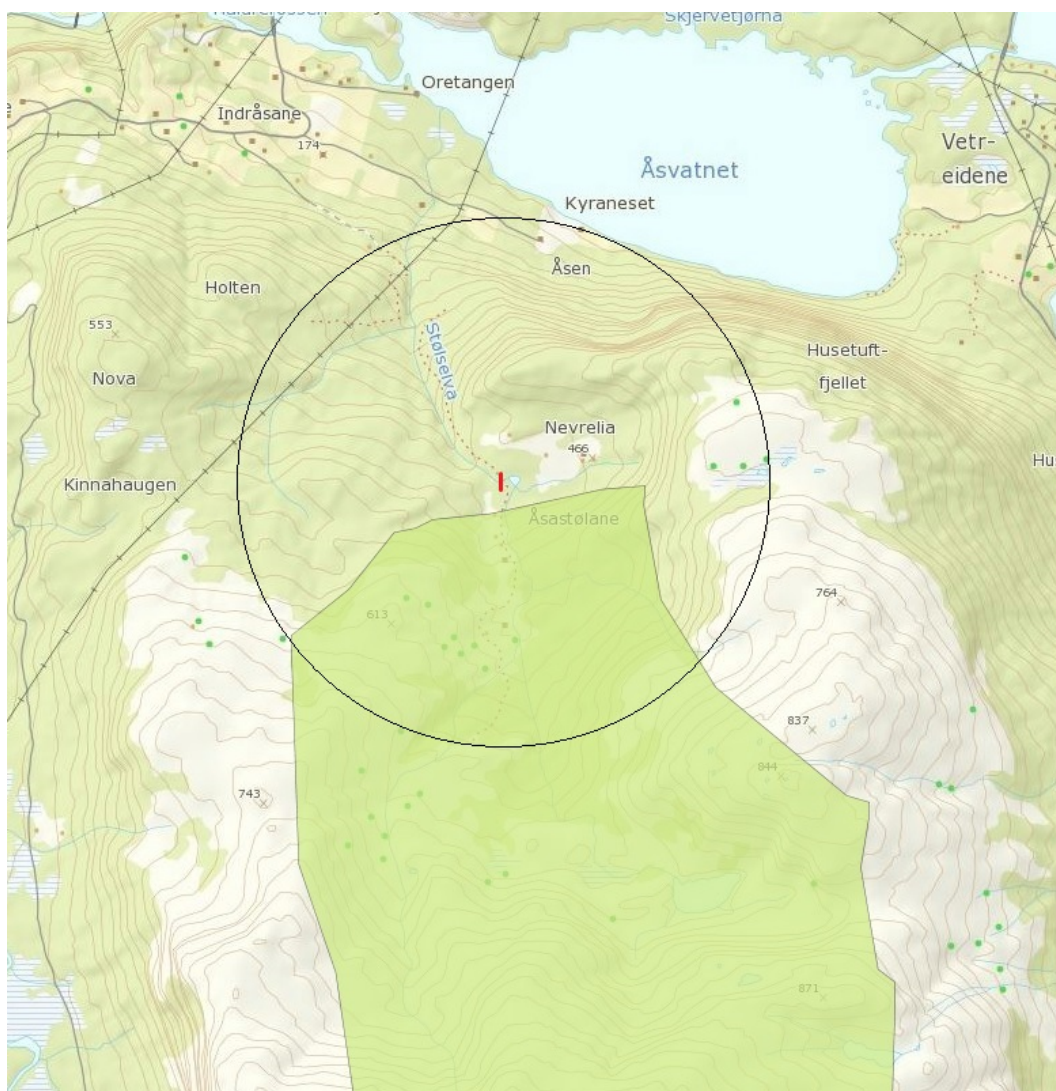 Skjervetjørna
Oretangen
Indråsane
174
Vetr-
eidene
Åsvatnet
Kyraneset
Åsen
Holten
553
Stølselva
Husetuft-
fjellet
Nova
Nevrelia
466
Kinnahaugen
Åsastølane
764
613
837
844
743
871